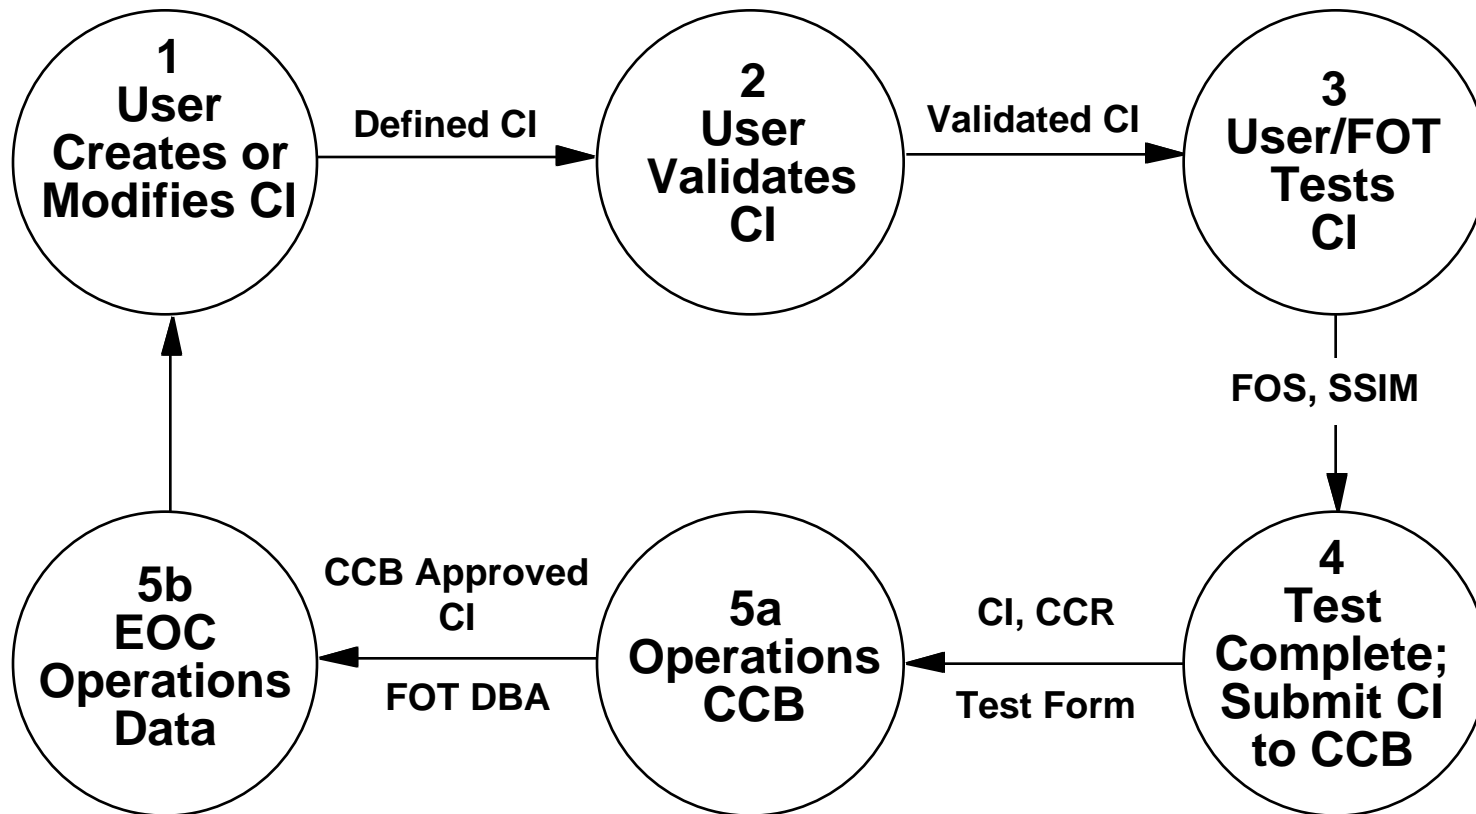 1
User
Creates or
Modifies CI
Defined CI
2
User
Validates
CI
Validated CI
3
User/FOT
Tests
CI
FOS, SSIM
4
Test
Complete;
Submit CI
to CCB
CI, CCR
Test Form
5a
Operations
CCB
CCB Approved
CI
FOT DBA
5b
EOC
Operations
Data